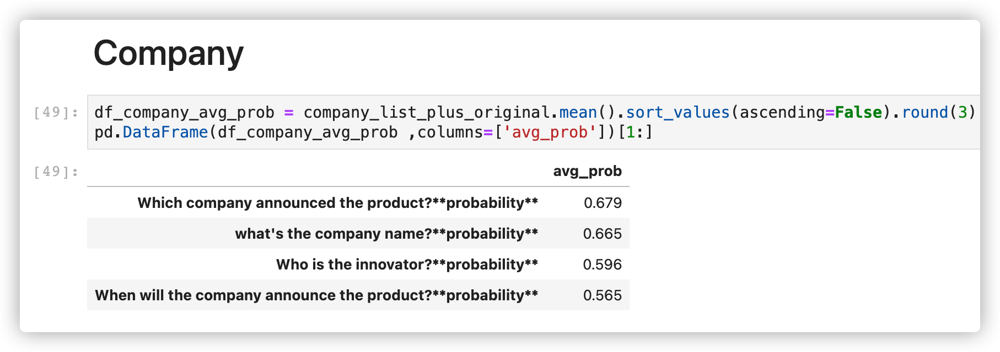 Company
[49]: df_company_avg_prob = company_list_plus_original.mean().sort_values(ascending=False).round(3)
pd.DataFrame(df_company_avg_prob ,columns=['avg_prob'])[1:]
[49]: avg_prob
Which company announced the product?**probability** 0.679
what's the company name?**probability** 0.665
Who is the innovator?**probability** 0.596
When will the company announce the product?**probability** 0.565